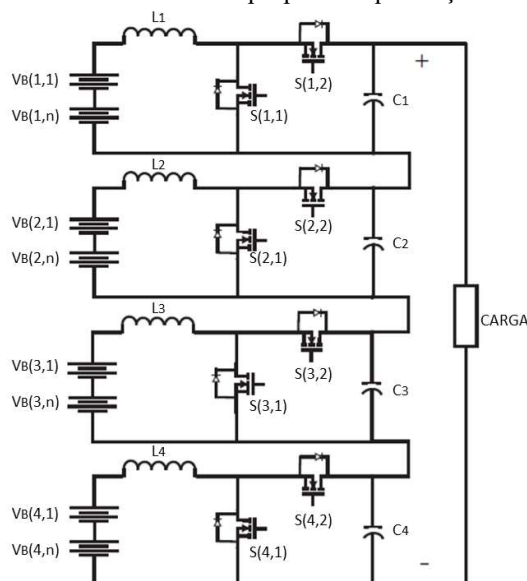 L1
S(1,2)
VB(1,1)
VB(1,n)
S(1,1)
C1
+
L2
S(2,2)
VB(2,1)
VB(2,n)
S(2,1)
C2
L3
S(3,2)
CARGA
VB(3,1)
VB(3,n)
S(3,1)
C3
L4
S(4,2)
VB(4,1)
VB(4,n)
S(4,1)
C4
−